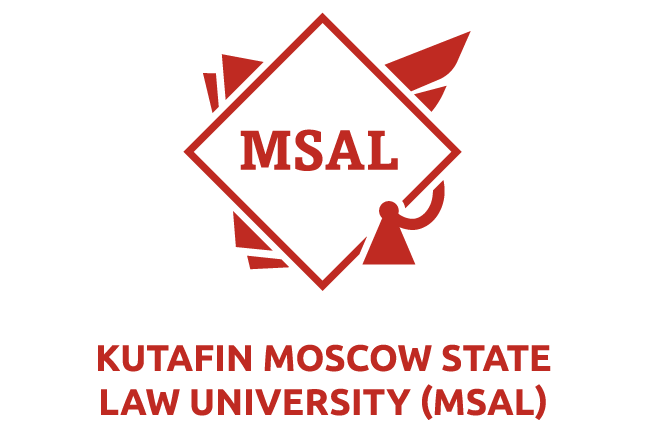 MSAL
KUTAFIN MOSCOW STATE
LAW UNIVERSITY (MSAL)